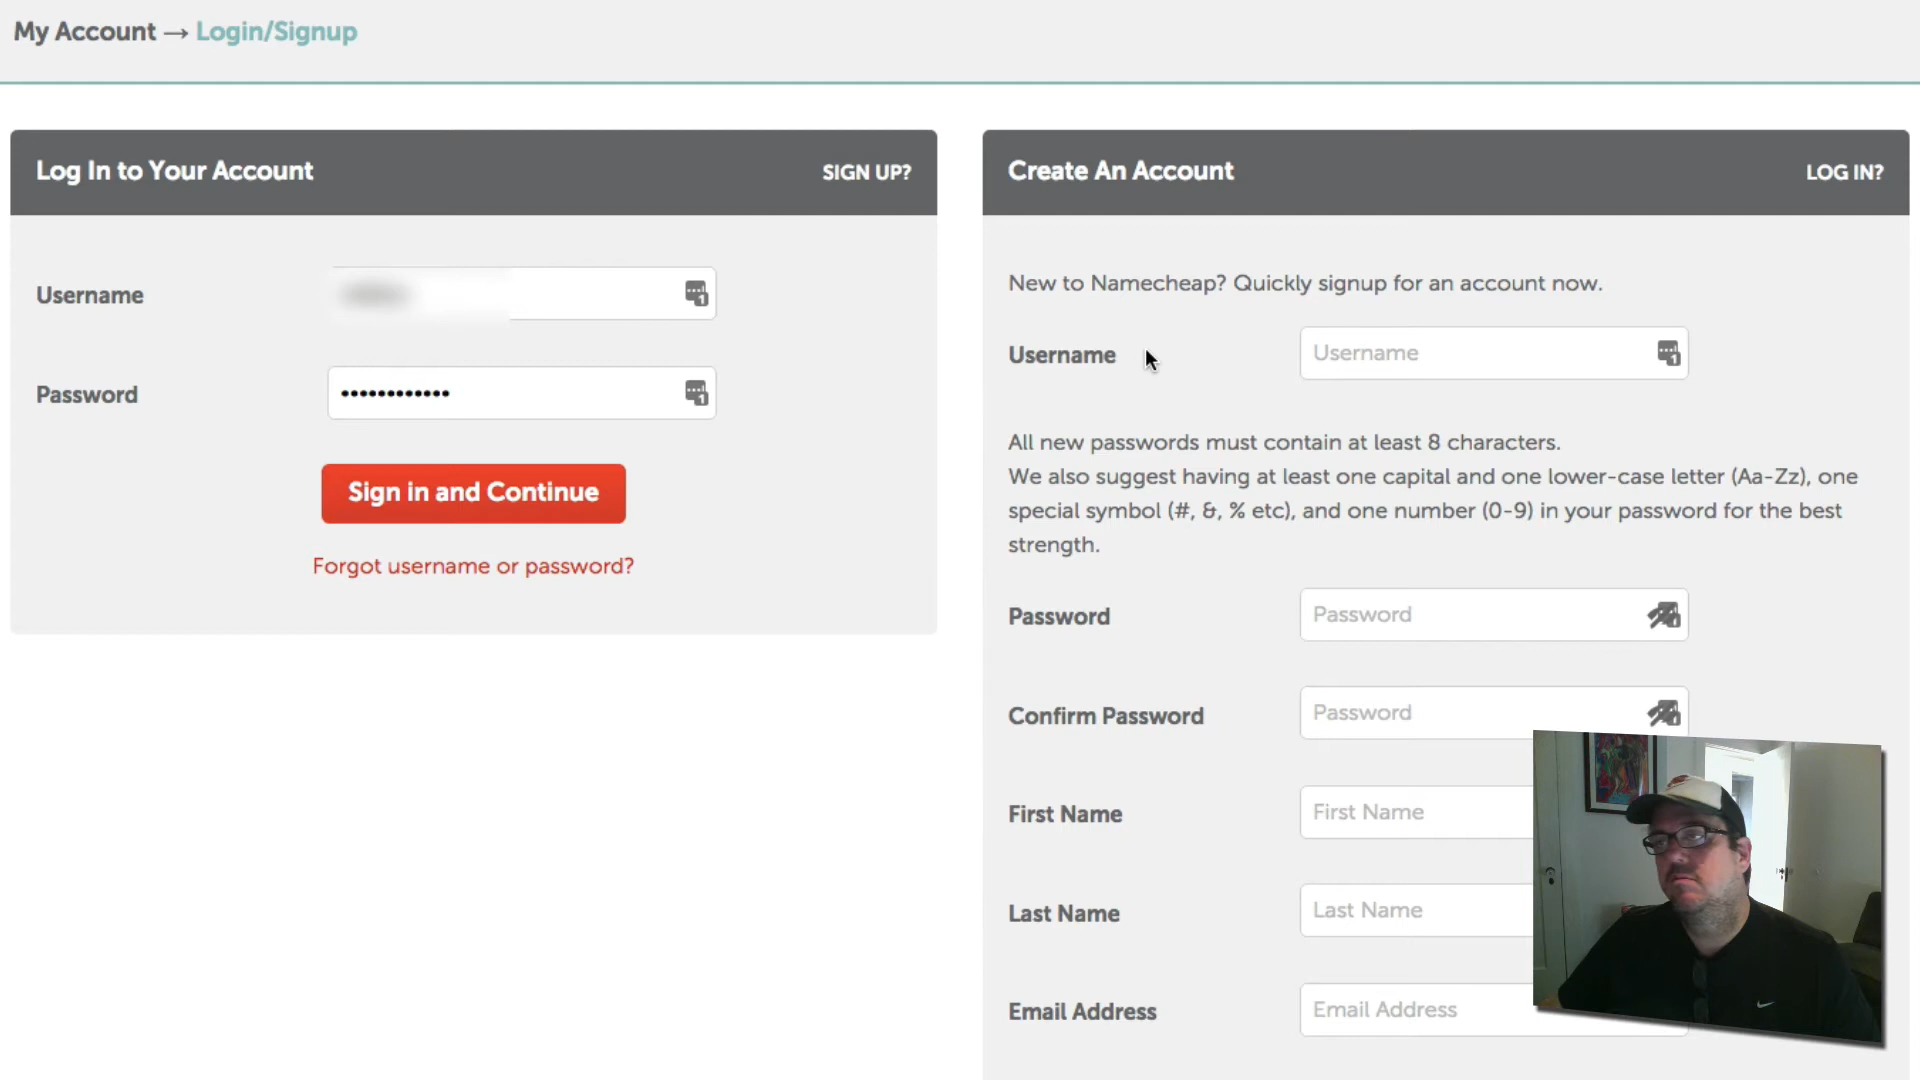 My Account → Login/Signup
Log In to Your Account
SIGN UP?
Username
Password
••••••••••••
Sign in and Continue
Forgot username or password?
Create An Account
LOG IN?
New to Namecheap? Quickly signup for an account now.
Username
Username
All new passwords must contain at least 8 characters.
We also suggest having at least one capital and one lower-case letter (Aa-Zz), one
special symbol (#, &, % etc), and one number (0-9) in your password for the best
strength.
Password
Password
Confirm Password
Password
First Name
First Name
Last Name
Last Name
Email Address
Email Address